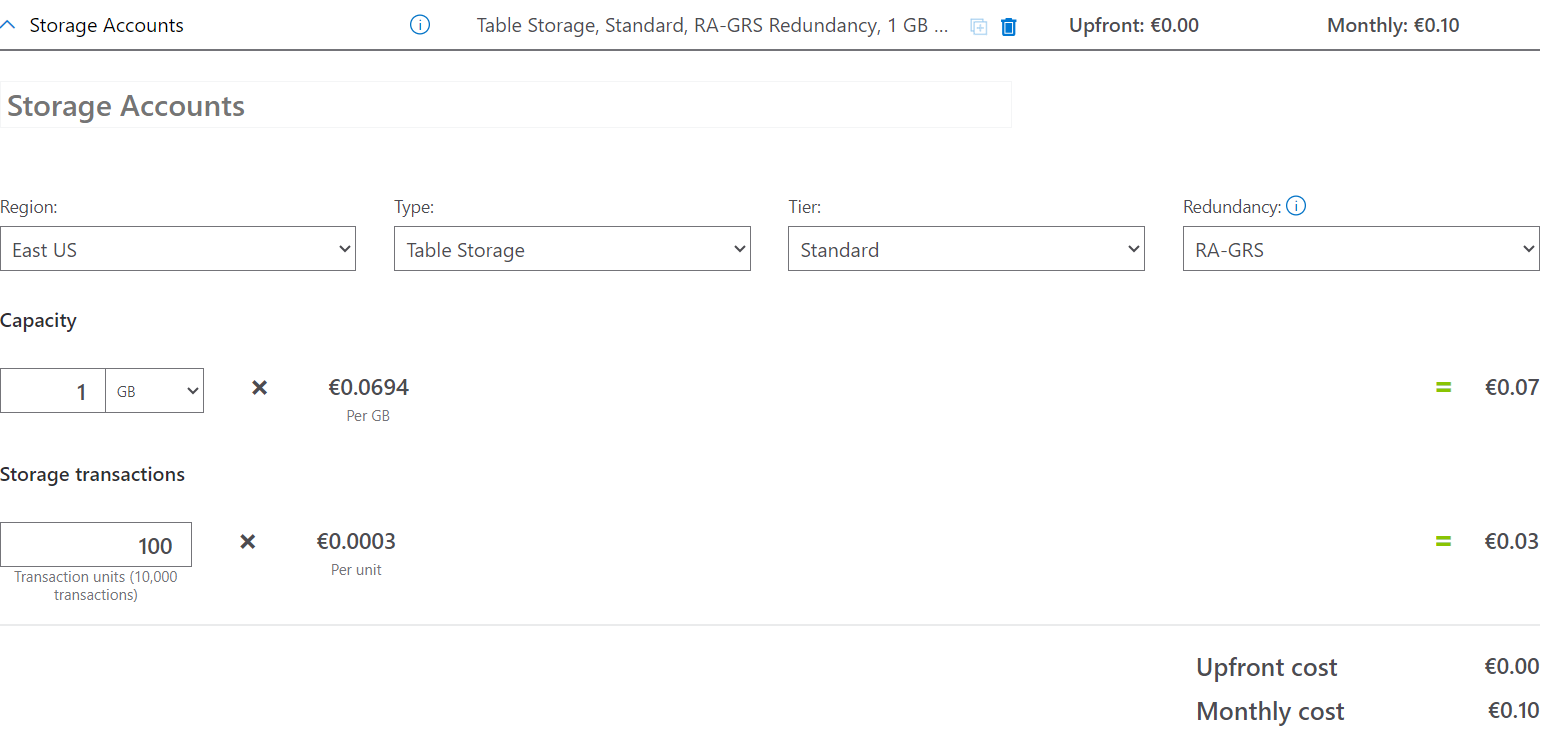 Storage Accounts Table Storage, Standard, RA-GRS Redundancy, 1 GB ... Upfront: €0.00 Monthly: €0.10
Storage Accounts
Region: Type: Tier: Redundancy:
East US Table Storage Standard RA-GRS
Capacity
1 GB × €0.0694 = €0.07
Per GB
Storage transactions
100 × €0.0003 = €0.03
Transaction units (10,000 Per unit
transactions)
Upfront cost €0.00
Monthly cost €0.10